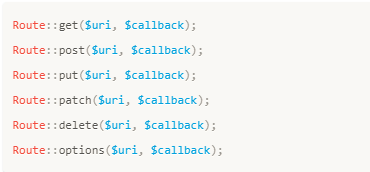 Route::get($uri, $callback);
Route::post($uri, $callback);
Route::put($uri, $callback);
Route::patch($uri, $callback);
Route::delete($uri, $callback);
Route::options($uri, $callback);